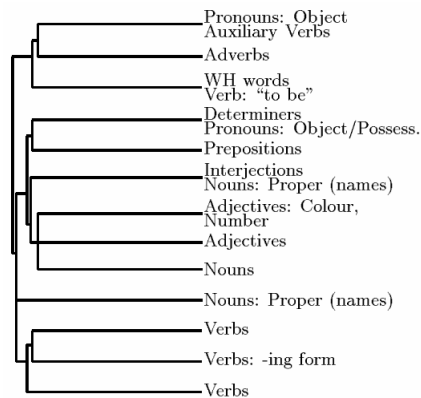 Pronouns: Object
Auxiliary Verbs
Adverbs
WH words
Verb: “to be”
Determiners
Pronouns: Object/Possess.
Prepositions
Interjections
Nouns: Proper (names)
Adjectives: Colour,
Number
Adjectives
Nouns
Nouns: Proper (names)
Verbs
Verbs: -ing form
Verbs